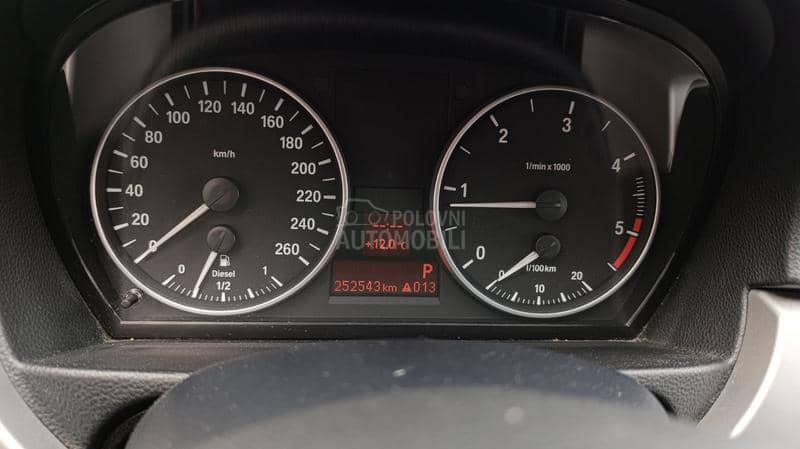 0 20 40 60 80 100 120 140 160 180 200 220 240 260
km/h
0 1/2 1
Diesel
POLOVNI
AUTOMOBILI
+12.0°C
P
252543 km 013
0 1 2 3 4 5
1/min x 1000
0 10 20
l/100km